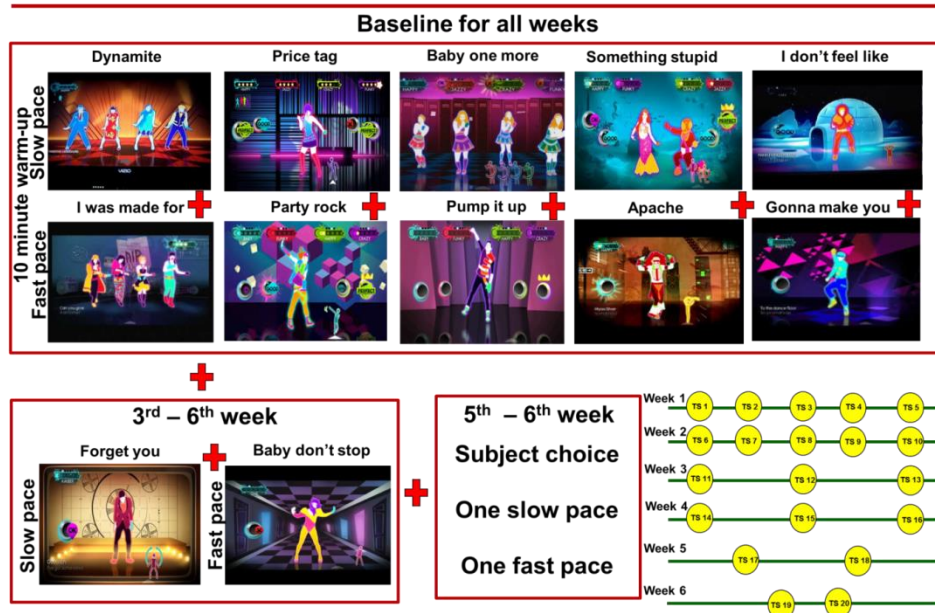 Baseline for all weeks
10 minute warm-up
Slow pace
Fast pace
Dynamite
Price tag
Baby one more
Something stupid
I don't feel like
I was made for
Party rock
Pump it up
Apache
Gonna make you
3rd – 6th week
Forget you
Baby don't stop
Slow pace
Fast pace
5th – 6th week
Subject choice
One slow pace
One fast pace
Week 1
TS 1
TS 2
TS 3
TS 4
TS 5
Week 2
TS 6
TS 7
TS 8
TS 9
TS 10
Week 3
TS 11
TS 12
TS 13
Week 4
TS 14
TS 15
TS 16
Week 5
TS 17
TS 18
Week 6
TS 19
TS 20